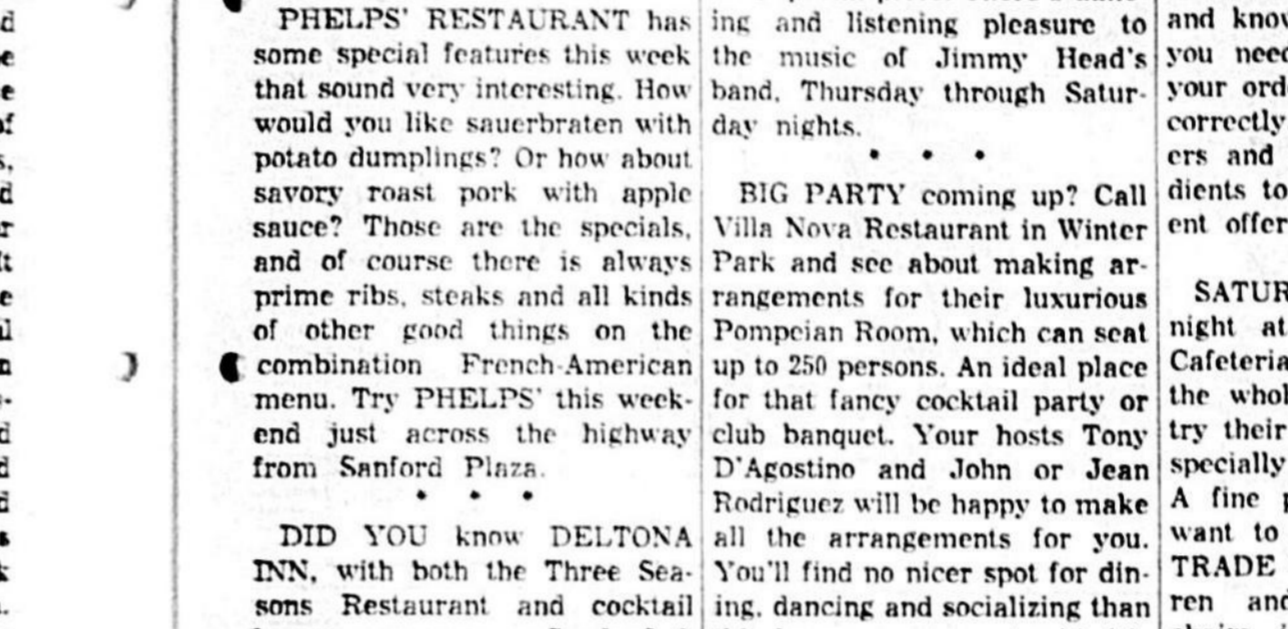 PHELPS' RESTAURANT has
some special features this week
that sound very interesting. How
would you like sauerbraten with
potato dumplings? Or how about
savory roast pork with apple
sauce? Those are the specials,
and of course there is always
prime ribs, steaks and all kinds
of other good things on the
combination French-American
menu. Try PHELPS' this week-
end just across the highway
from Sanford Plaza.
• • •
DID YOU know DELTONA
INN, with both the Three Sea-
sons Restaurant and cocktail
ing and listening pleasure to
the music of Jimmy Head's
band, Thursday through Satur-
day nights.
• • •
BIG PARTY coming up? Call
Villa Nova Restaurant in Winter
Park and see about making ar-
rangements for their luxurious
Pompeian Room, which can seat
up to 250 persons. An ideal place
for that fancy cocktail party or
club banquet. Your hosts Tony
D'Agostino and John or Jean
Rodriguez will be happy to make
all the arrangements for you.
You'll find no nicer spot for din-
ing, dancing and socializing than
and know
you need
your ord
correctly
ers and
dients to
ent offer
SATUR
night at
Cafeteria
the whol
try their
specially
A fine
want to
TRADE
ren and